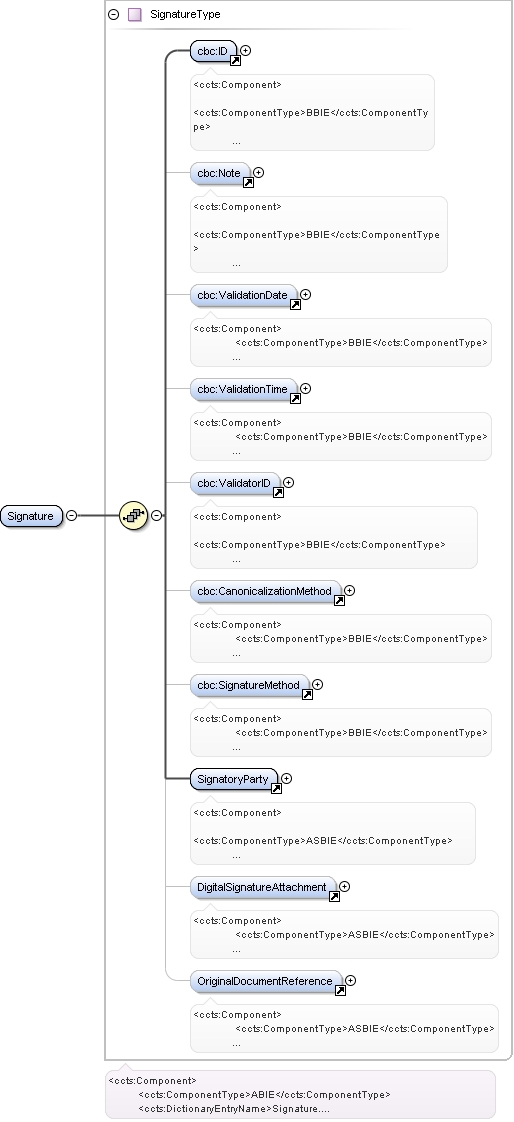 SignatureType
cbc:ID
<ccts:Component>
<ccts:ComponentType>BBIE</ccts:ComponentTy
pe>
...
cbc:Note
<ccts:Component>
<ccts:ComponentType>BBIE</ccts:ComponentType
>
...
cbc:ValidationDate
<ccts:Component>
<ccts:ComponentType>BBIE</ccts:ComponentType>
...
cbc:ValidationTime
<ccts:Component>
<ccts:ComponentType>BBIE</ccts:ComponentType>
...
cbc:ValidatorID
<ccts:Component>
<ccts:ComponentType>BBIE</ccts:ComponentType>
...
Signature
cbc:CanonicalizationMethod
<ccts:Component>
<ccts:ComponentType>BBIE</ccts:ComponentType>
...
cbc:SignatureMethod
<ccts:Component>
<ccts:ComponentType>BBIE</ccts:ComponentType>
...
SignatoryParty
<ccts:Component>
<ccts:ComponentType>ASBIE</ccts:ComponentType>
...
DigitalSignatureAttachment
<ccts:Component>
<ccts:ComponentType>ASBIE</ccts:ComponentType>
...
OriginalDocumentReference
<ccts:Component>
<ccts:ComponentType>ASBIE</ccts:ComponentType>
...
<ccts:Component>
<ccts:ComponentType>ABIE</ccts:ComponentType>
<ccts:DictionaryEntryName>Signature....